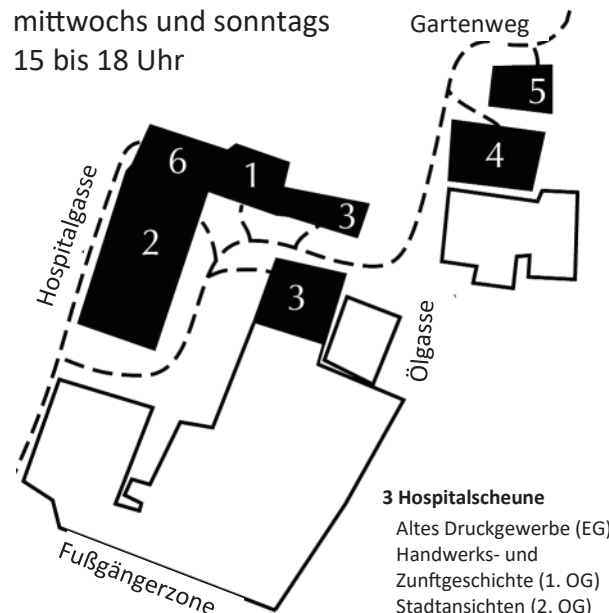 mittwochs und sonntags
15 bis 18 Uhr
Gartenweg
5
4
6
1
3
2
3
Hospitalgasse
Ölgasse
Fußgängerzone
3 Hospitalscheune
Altes Druckgewerbe (EG)
Handwerks- und
Zunftgeschichte (1. OG)
Stadtansichten (2. OG)